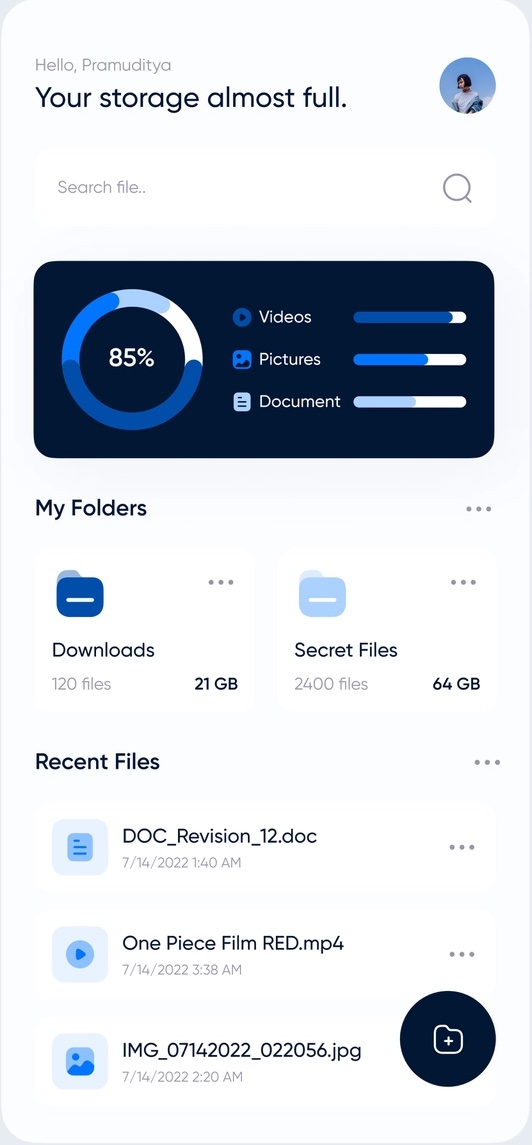 Hello, Pramuditya
Your storage almost full.
Search file..
85%
Videos
Pictures
Document
My Folders
Downloads
120 files 21 GB
Secret Files
2400 files 64 GB
Recent Files
DOC_Revision_12.doc
7/14/2022 1:40 AM
One Piece Film RED.mp4
7/14/2022 3:38 AM
IMG_07142022_022056.jpg
7/14/2022 2:20 AM